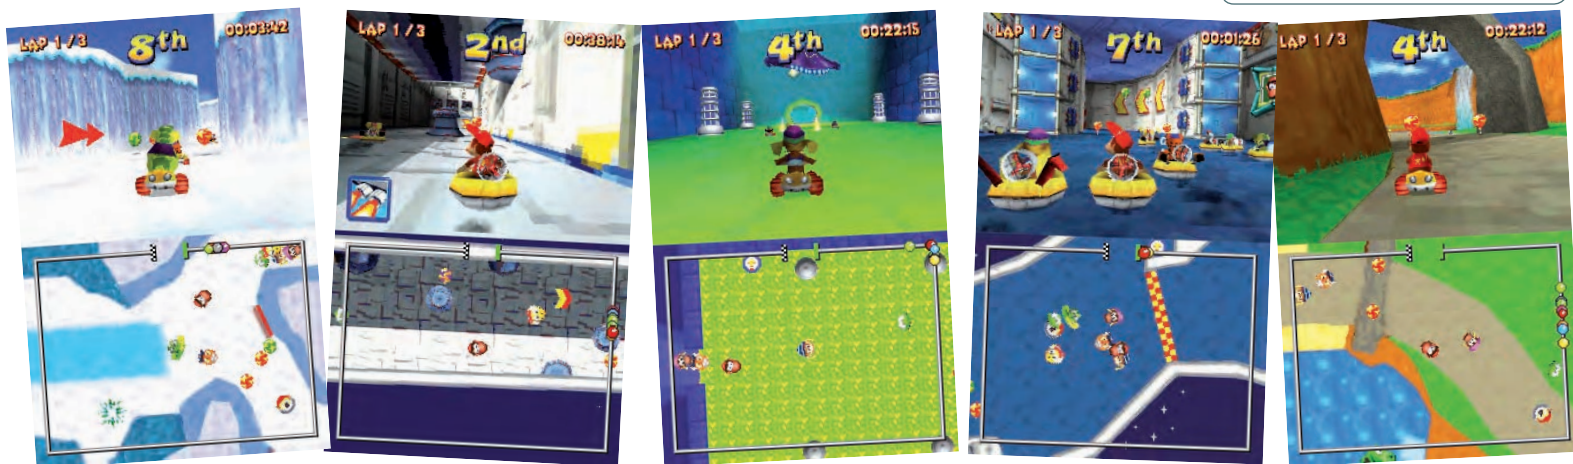 LAP 1/3 8th 00:03:42
LAP 1/3 2nd 00:38:14
LAP 1/3 4th 00:22:15
LAP 1/3 7th 00:01:26
LAP 1/3 4th 00:22:12